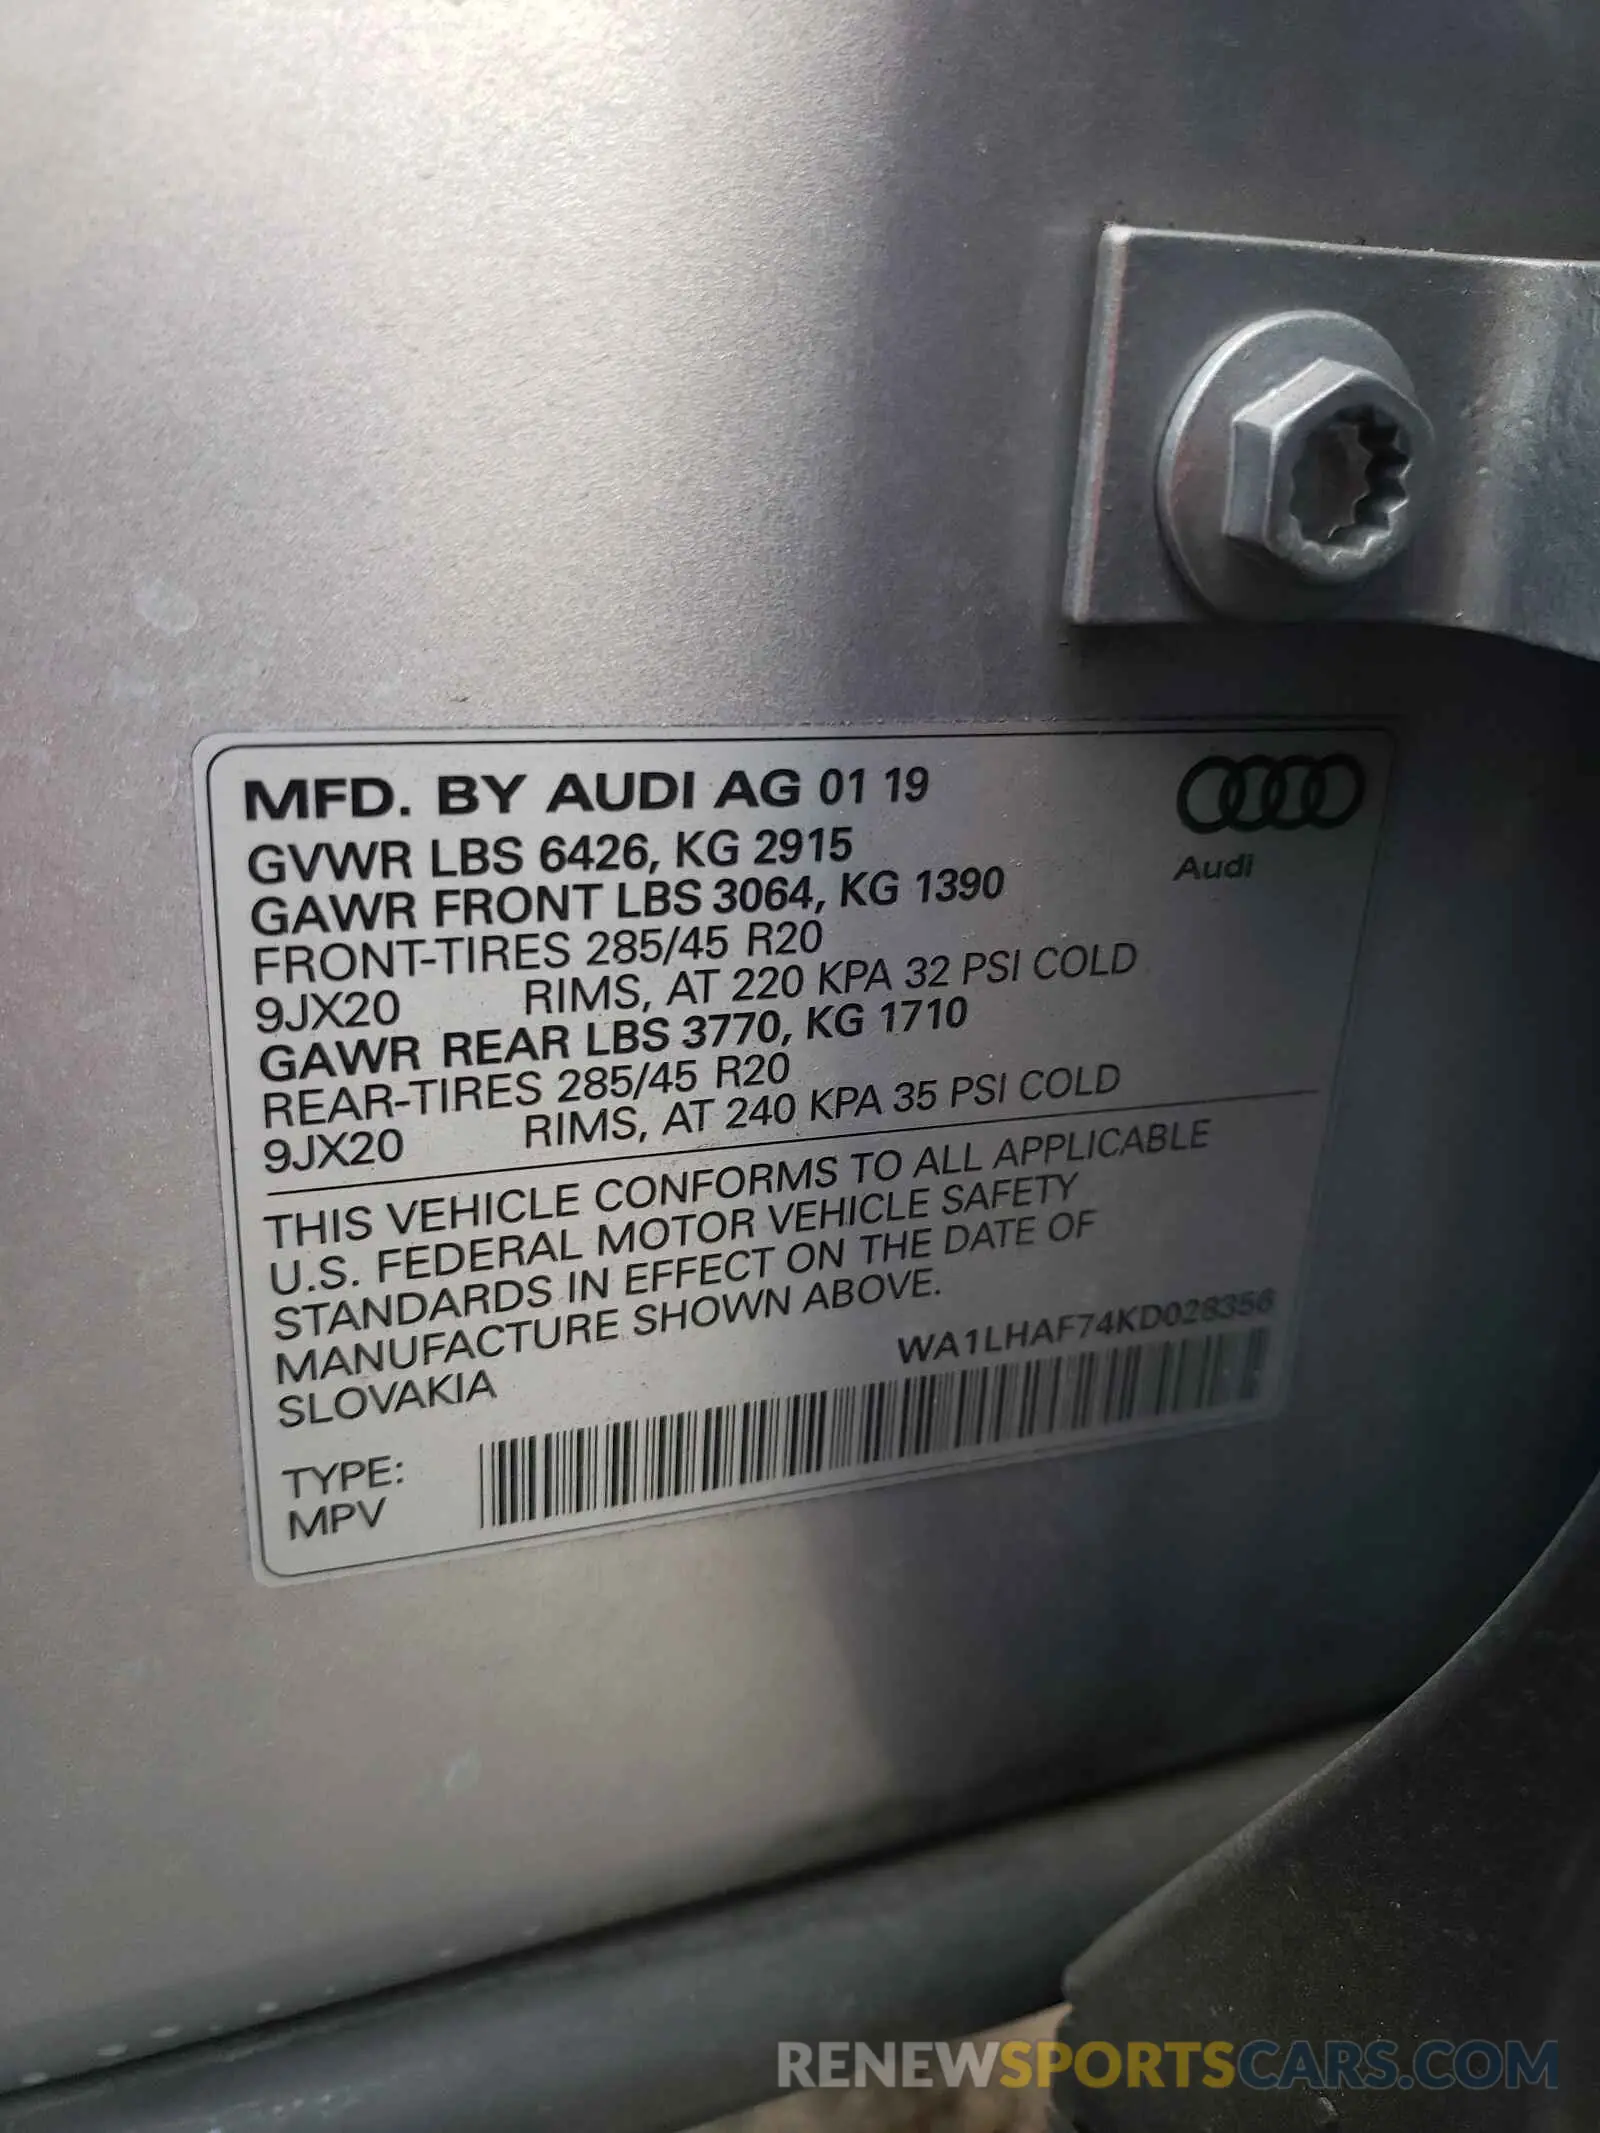 MFD. BY AUDI AG 01 19
GVWR LBS 6426, KG 2915
GAWR FRONT LBS 3064, KG 1390
FRONT-TIRES 285/45 R20
9JX20 RIMS, AT 220 KPA 32 PSI COLD
GAWR REAR LBS 3770, KG 1710
REAR-TIRES 285/45 R20
9JX20 RIMS, AT 240 KPA 35 PSI COLD
Audi
THIS VEHICLE CONFORMS TO ALL APPLICABLE
U.S. FEDERAL MOTOR VEHICLE SAFETY
STANDARDS IN EFFECT ON THE DATE OF
MANUFACTURE SHOWN ABOVE.
SLOVAKIA
WA1LHAF74KD028356
TYPE:
MPV
RENEWSPORTSCARS.COM